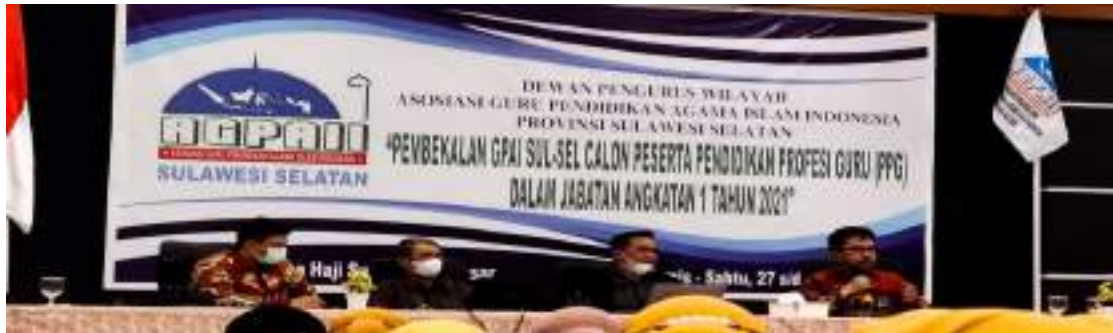 DEWAN PENGURUS WILAYAH
ASOSIASI GURU PENDIDIKAN AGAMA ISLAM INDONESIA
PROVINSI SULAWESI SELATAN
"PEMBEKALAN GPAI SUL-SEL CALON PESERTA PENDIDIKAN PROFESI GURU (PPG)
DALAM JABATAN ANGKATAN 1 TAHUN 2021"
AGPAII
SULAWESI SELATAN
Haji
- Sabtu, 27 s/d